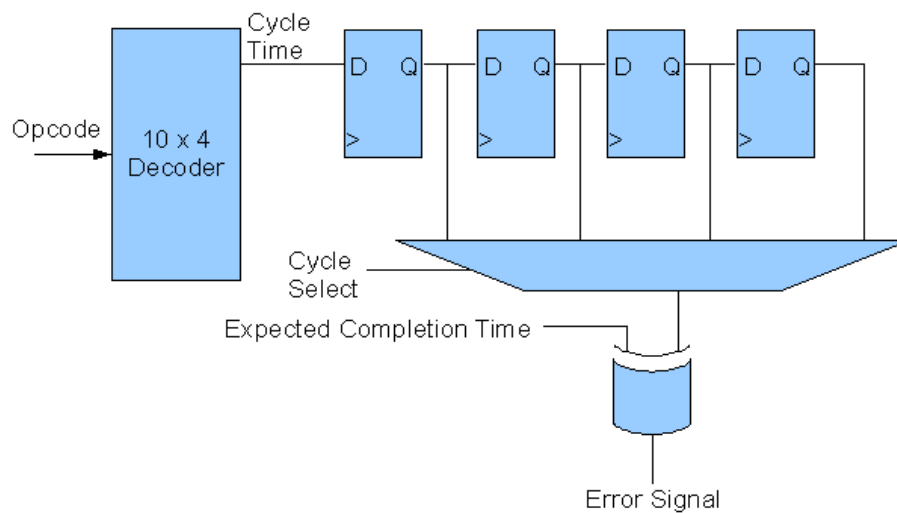 Cycle
Time
D Q
D Q
D Q
D Q
Opcode
10 x 4
Decoder
>
>
>
>
Cycle
Select
Expected Completion Time
Error Signal